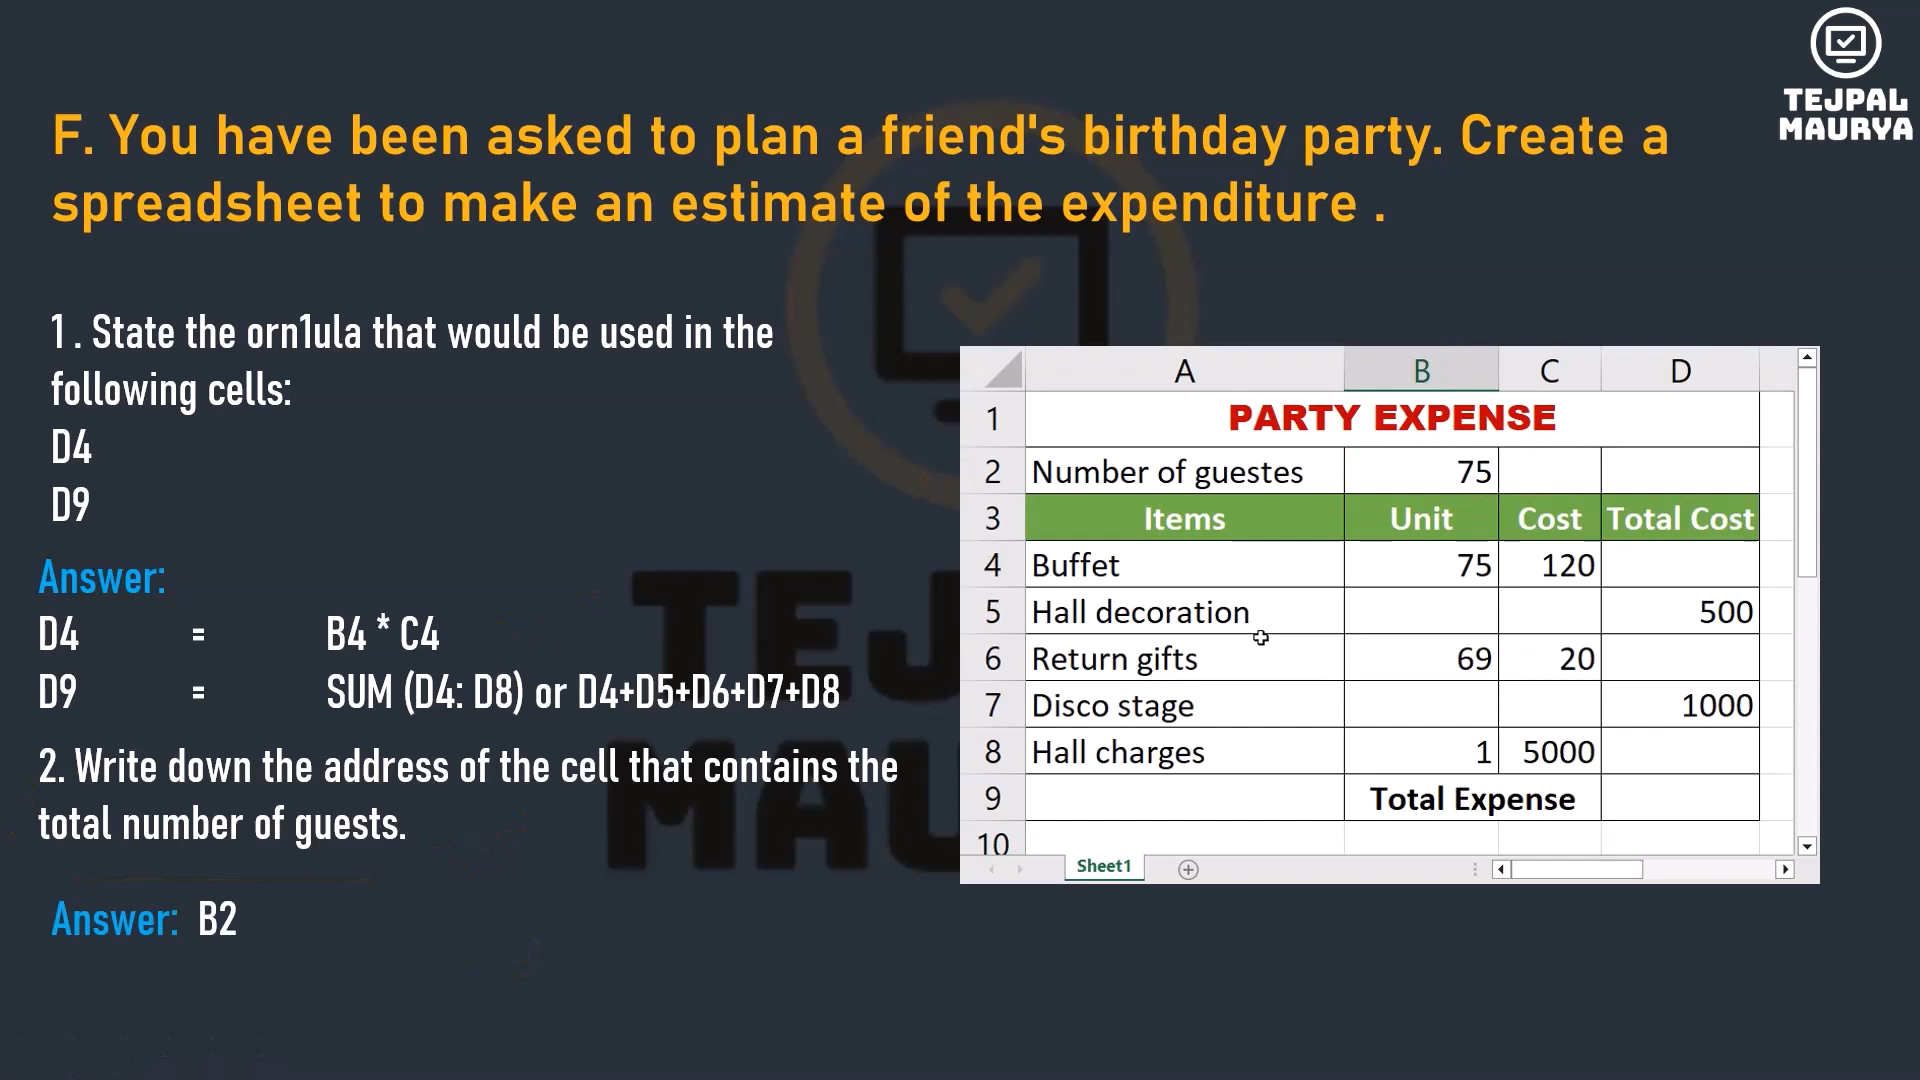 TEJPAL
MAURYA
F. You have been asked to plan a friend's birthday party. Create a
spreadsheet to make an estimate of the expenditure .
1 . State the orn1ula that would be used in the
following cells:
D4
D9
Answer:
D4 = B4 * C4
D9 = SUM (D4: D8) or D4+D5+D6+D7+D8
2. Write down the address of the cell that contains the
total number of guests.
Answer: B2
A B C D
1 PARTY EXPENSE
2 Number of guestes 75
3 Items Unit Cost Total Cost
4 Buffet 75 120
5 Hall decoration 500
6 Return gifts 69 20
7 Disco stage 1000
8 Hall charges 1 5000
9 Total Expense
10
Sheet1
TEJ
MAU